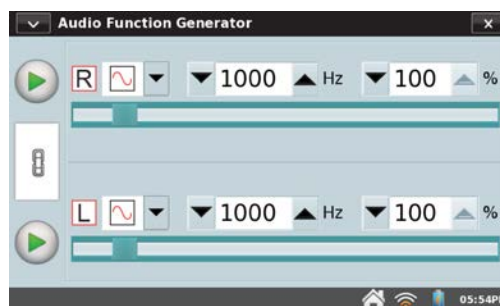 Audio Function Generator x
R 1000 Hz 100 %
L 1000 Hz 100 %
05:54P